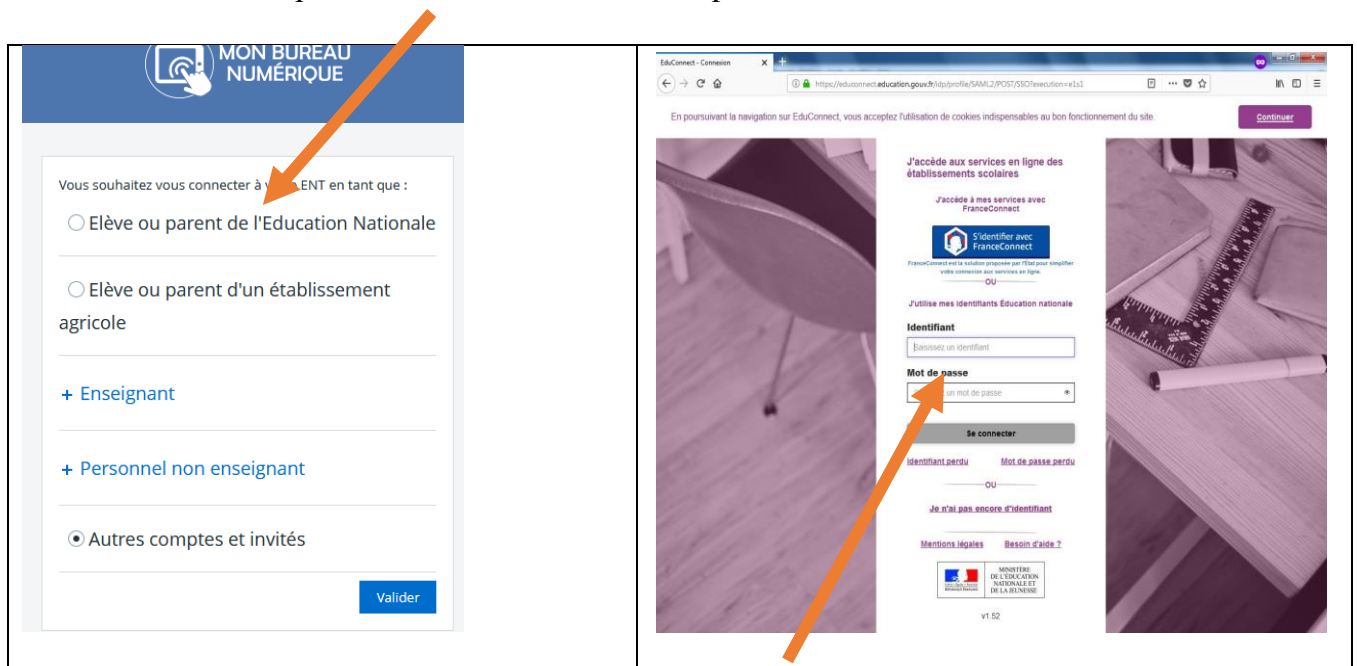 MON BUREAU
NUMÉRIQUE
Vous souhaitez vous connecter à ENT en tant que :
Elève ou parent de l'Education Nationale
Elève ou parent d'un établissement
agricole
+ Enseignant
+ Personnel non enseignant
Autres comptes et invités
Valider
EduConnect - Connexion
https://educonnect.education.gouv.fr/idp/profile/SAML2/POST/SSO?execution=e1s1
En poursuivant la navigation sur EduConnect, vous acceptez l'utilisation de cookies indispensables au bon fonctionnement du site.
Continuer
J'accède aux services en ligne des
établissements scolaires
J'accède à mes services avec
FranceConnect
S'identifier avec
FranceConnect
FranceConnect est la solution proposée par l'État pour simplifier
votre connexion aux services en ligne.
OU
J'utilise mes identifiants Éducation nationale
Identifiant
Saisissez un identifiant
Mot de passe
un mot de passe
Se connecter
Identifiant perdu Mot de passe perdu
OU
Je n'ai pas encore d'identifiant
Mentions légales Besoin d'aide ?
MINISTÈRE
DE L'ÉDUCATION
NATIONALE ET
DE LA JEUNESSE
v1.52